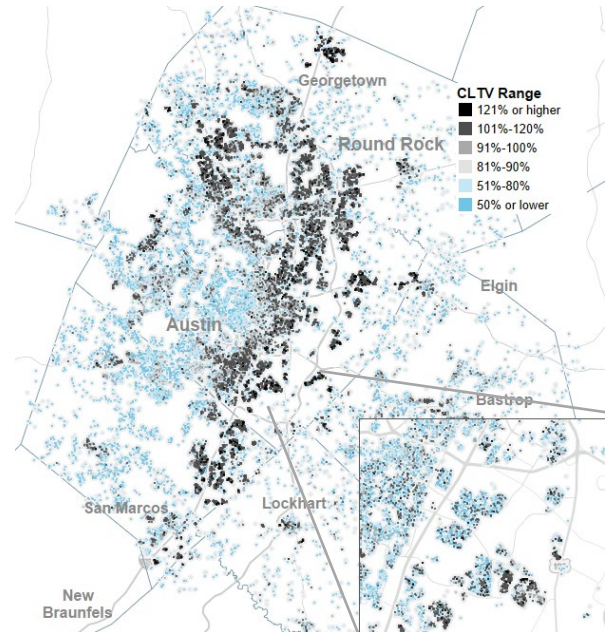 Georgetown
CLTV Range
121% or higher
101%-120%
91%-100%
81%-90%
51%-80%
50% or lower
Round Rock
Elgin
Austin
Bastrop
San Marcos
Lockhart
New
Braunfels